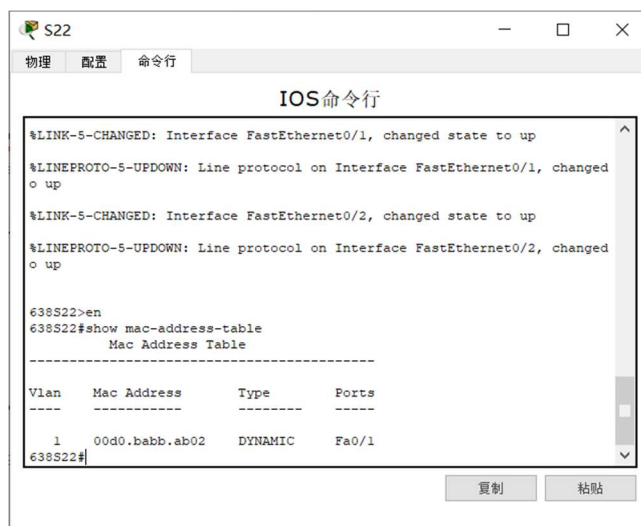 S22
物理 配置 命令行
IOS命令行
%LINK-5-CHANGED: Interface FastEthernet0/1, changed state to up
%LINEPROTO-5-UPDOWN: Line protocol on Interface FastEthernet0/1, changed
o up
%LINK-5-CHANGED: Interface FastEthernet0/2, changed state to up
%LINEPROTO-5-UPDOWN: Line protocol on Interface FastEthernet0/2, changed
o up
638S22>en
638S22#show mac-address-table
Mac Address Table
-------------------------------------------
Vlan Mac Address Type Ports
---- ----------- -------- -----
1 00d0.babb.ab02 DYNAMIC Fa0/1
638S22#
复制 粘贴